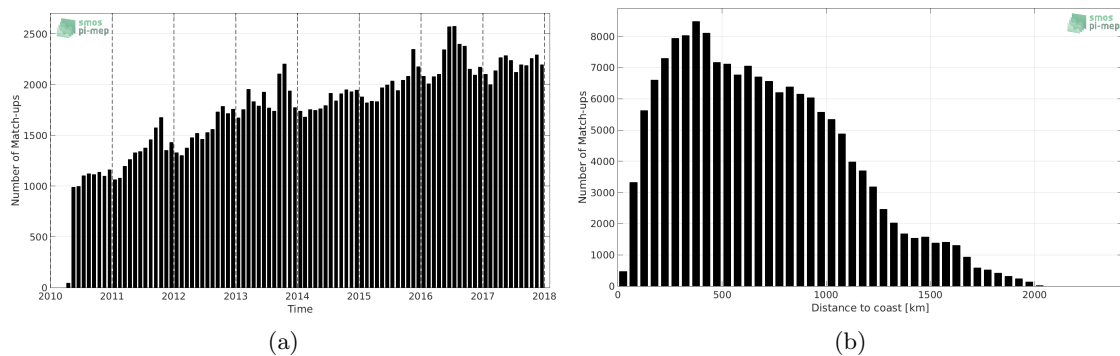 smos
pi-mep
2500
2000
1500
1000
500
0
2010 2011 2012 2013 2014 2015 2016 2017 2018
Time
Number of Match-ups
(a)
smos
pi-mep
8000
7000
6000
5000
4000
3000
2000
1000
0
0 500 1000 1500 2000
Distance to coast [km]
Number of Match-ups
(b)